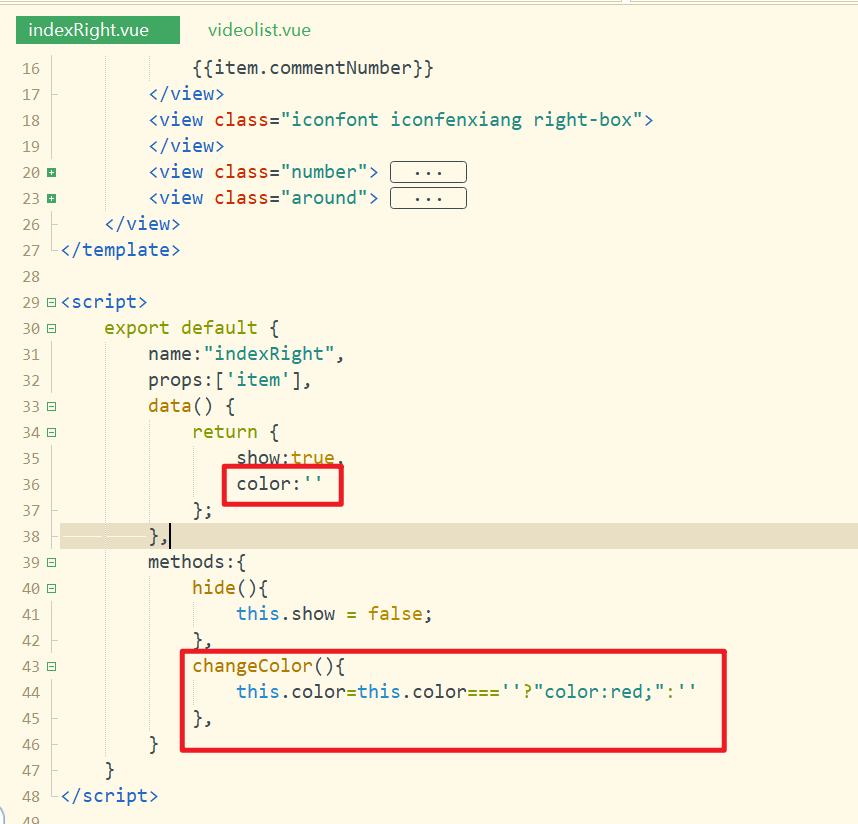 indexRight.vue videolist.vue
16 {{item.commentNumber}}
17 </view>
18 <view class="iconfont iconfenxiang right-box">
19 </view>
20 <view class="number"> ...
23 <view class="around"> ...
26 </view>
27 </template>
28
29 <script>
30 export default {
31 name:"indexRight",
32 props:['item'],
33 data() {
34 return {
35 show:true,
36 color:''
37 };
38 },
39 methods:{
40 hide(){
41 this.show = false;
42 },
43 changeColor(){
44 this.color=this.color===''?"color:red;":''
45 },
46 }
47 }
48 </script>
49